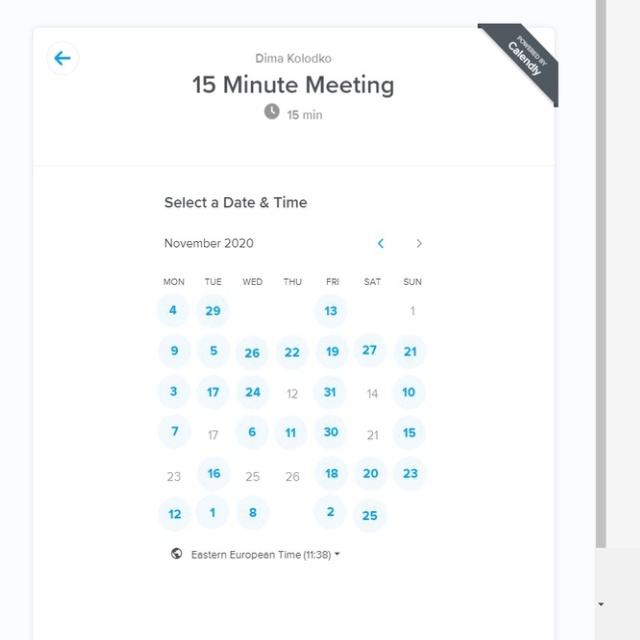 POWERED BY
Calendly
Dima Kolodko
15 Minute Meeting
15 min
Select a Date & Time
November 2020
MON TUE WED THU FRI SAT SUN
4 29 13 1
9 5 26 22 19 27 21
3 17 24 12 31 14 10
7 17 6 11 30 21 15
23 16 25 26 18 20 23
12 1 8 2 25
Eastern European Time (11:38)